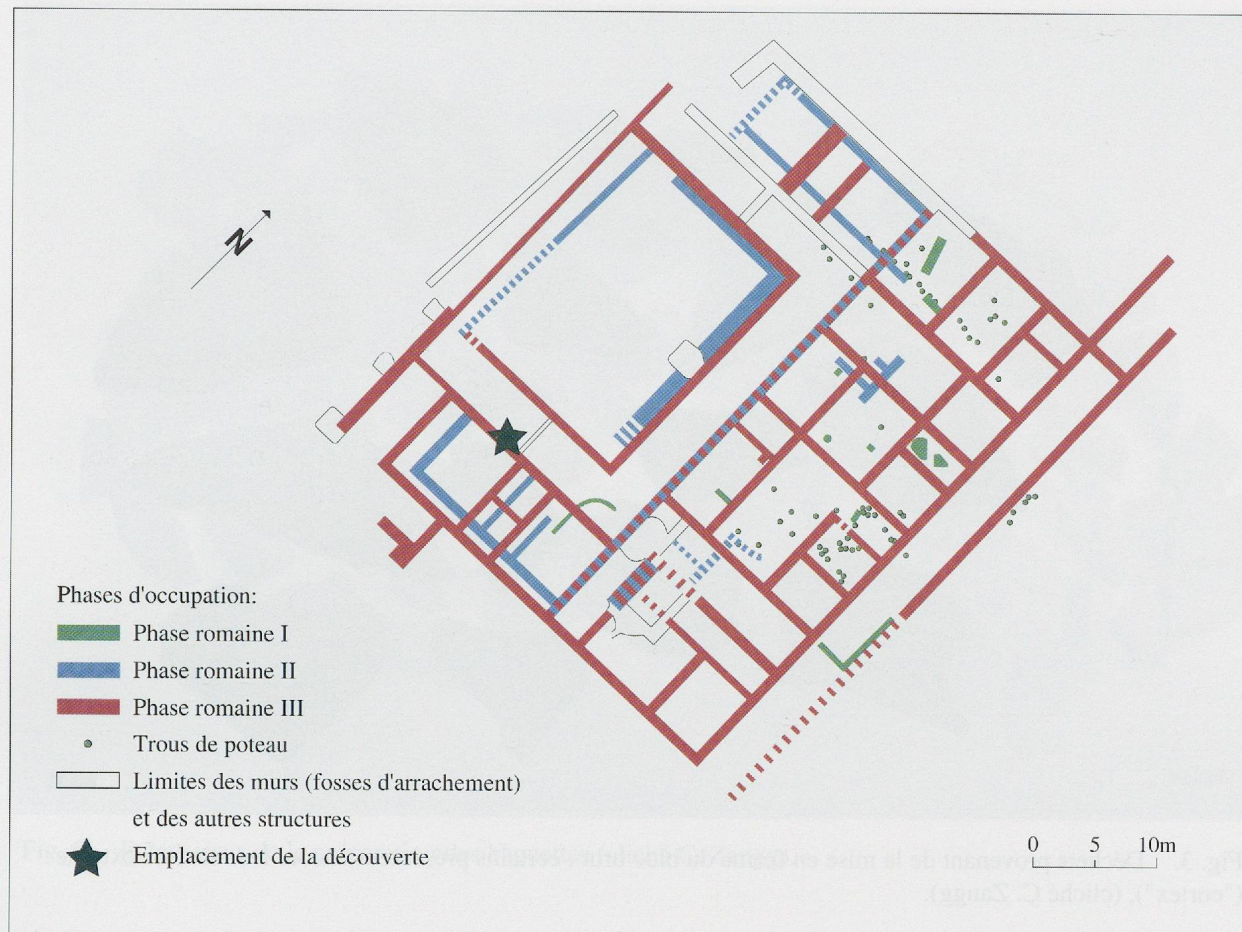 N
Phases d'occupation:
Phase romaine I
Phase romaine II
Phase romaine III
Trous de poteau
Limites des murs (fosses d'arrachement)
et des autres structures
Emplacement de la découverte
0 5 10m